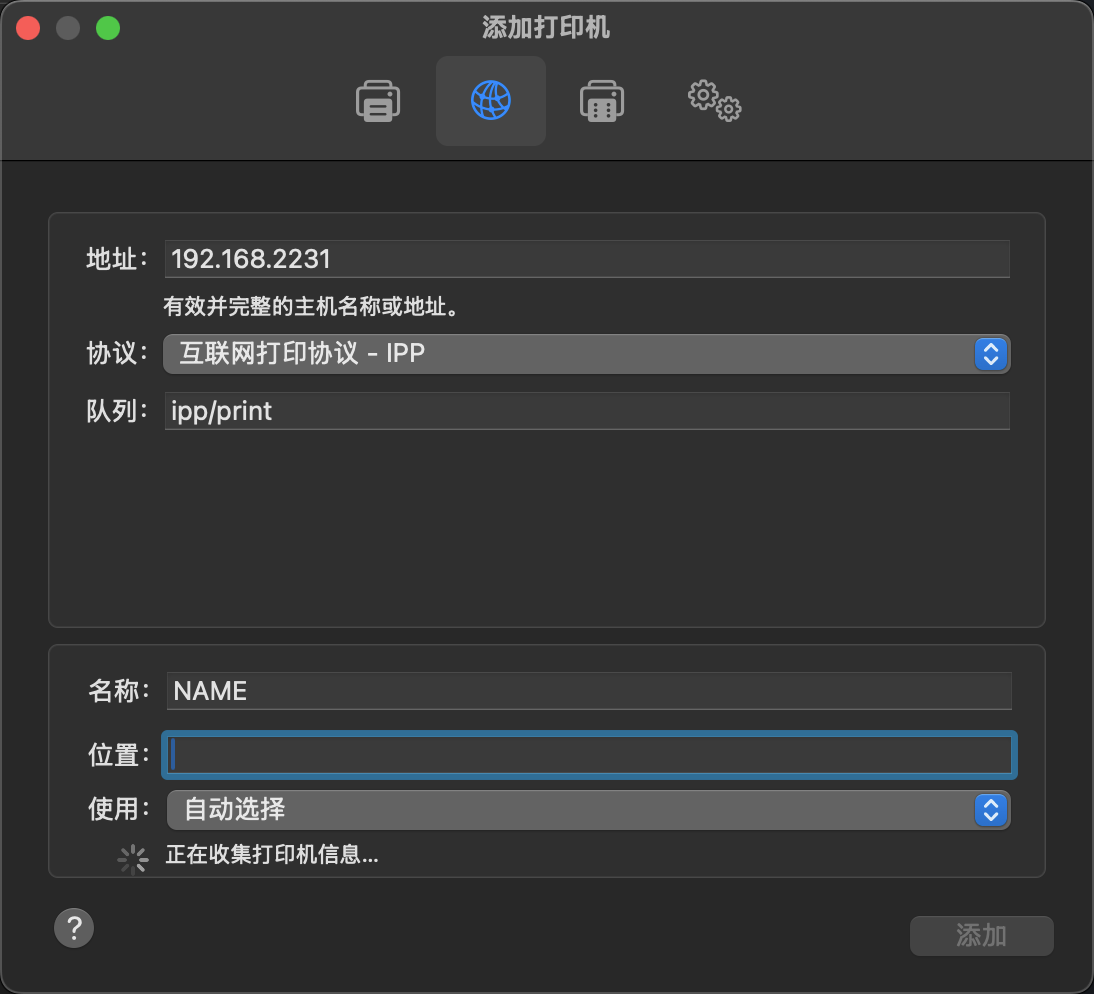 添加打印机
地址： 192.168.2231
有效并完整的主机名称或地址。
协议： 互联网打印协议 – IPP
队列： ipp/print
名称： NAME
位置：
使用： 自动选择
正在收集打印机信息...
?
添加